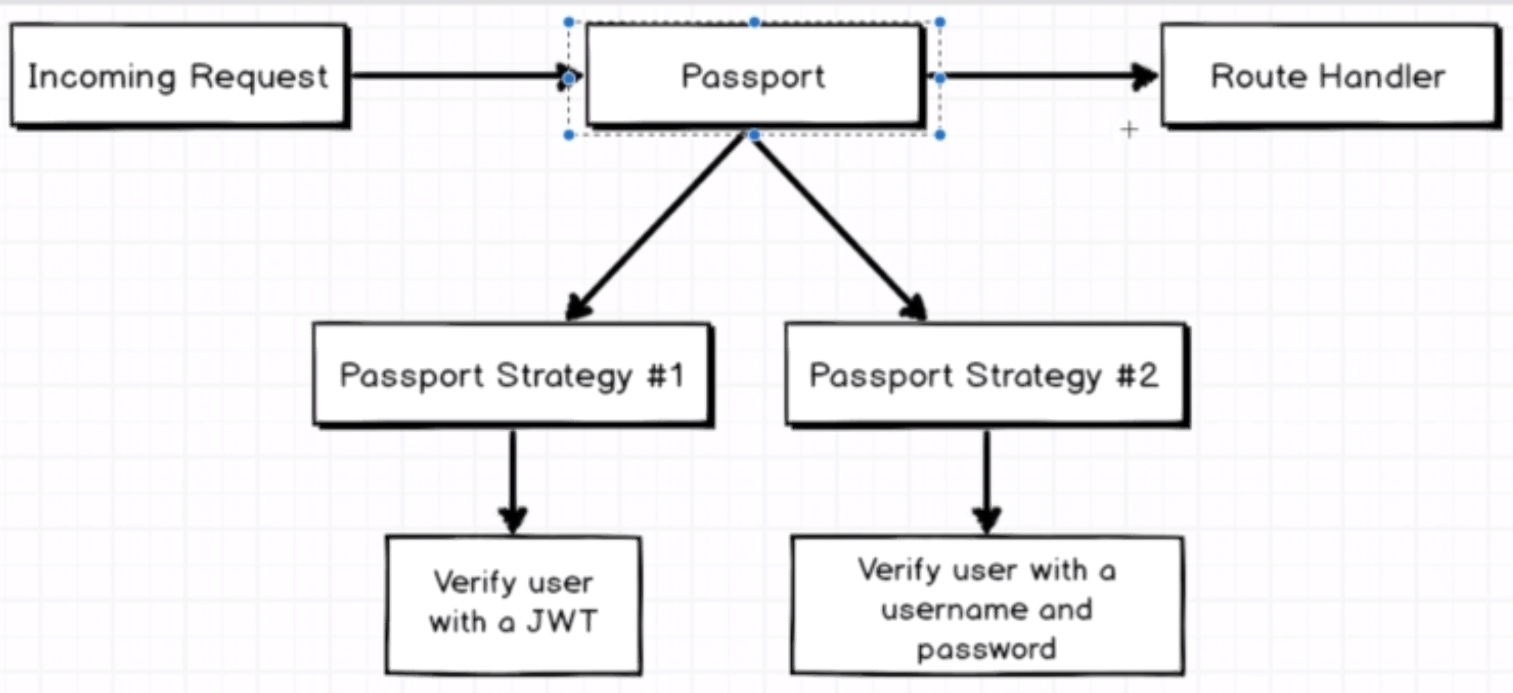 Incoming Request
Passport
Route Handler
Passport Strategy #1
Passport Strategy #2
Verify user
with a JWT
Verify user with a
username and
password